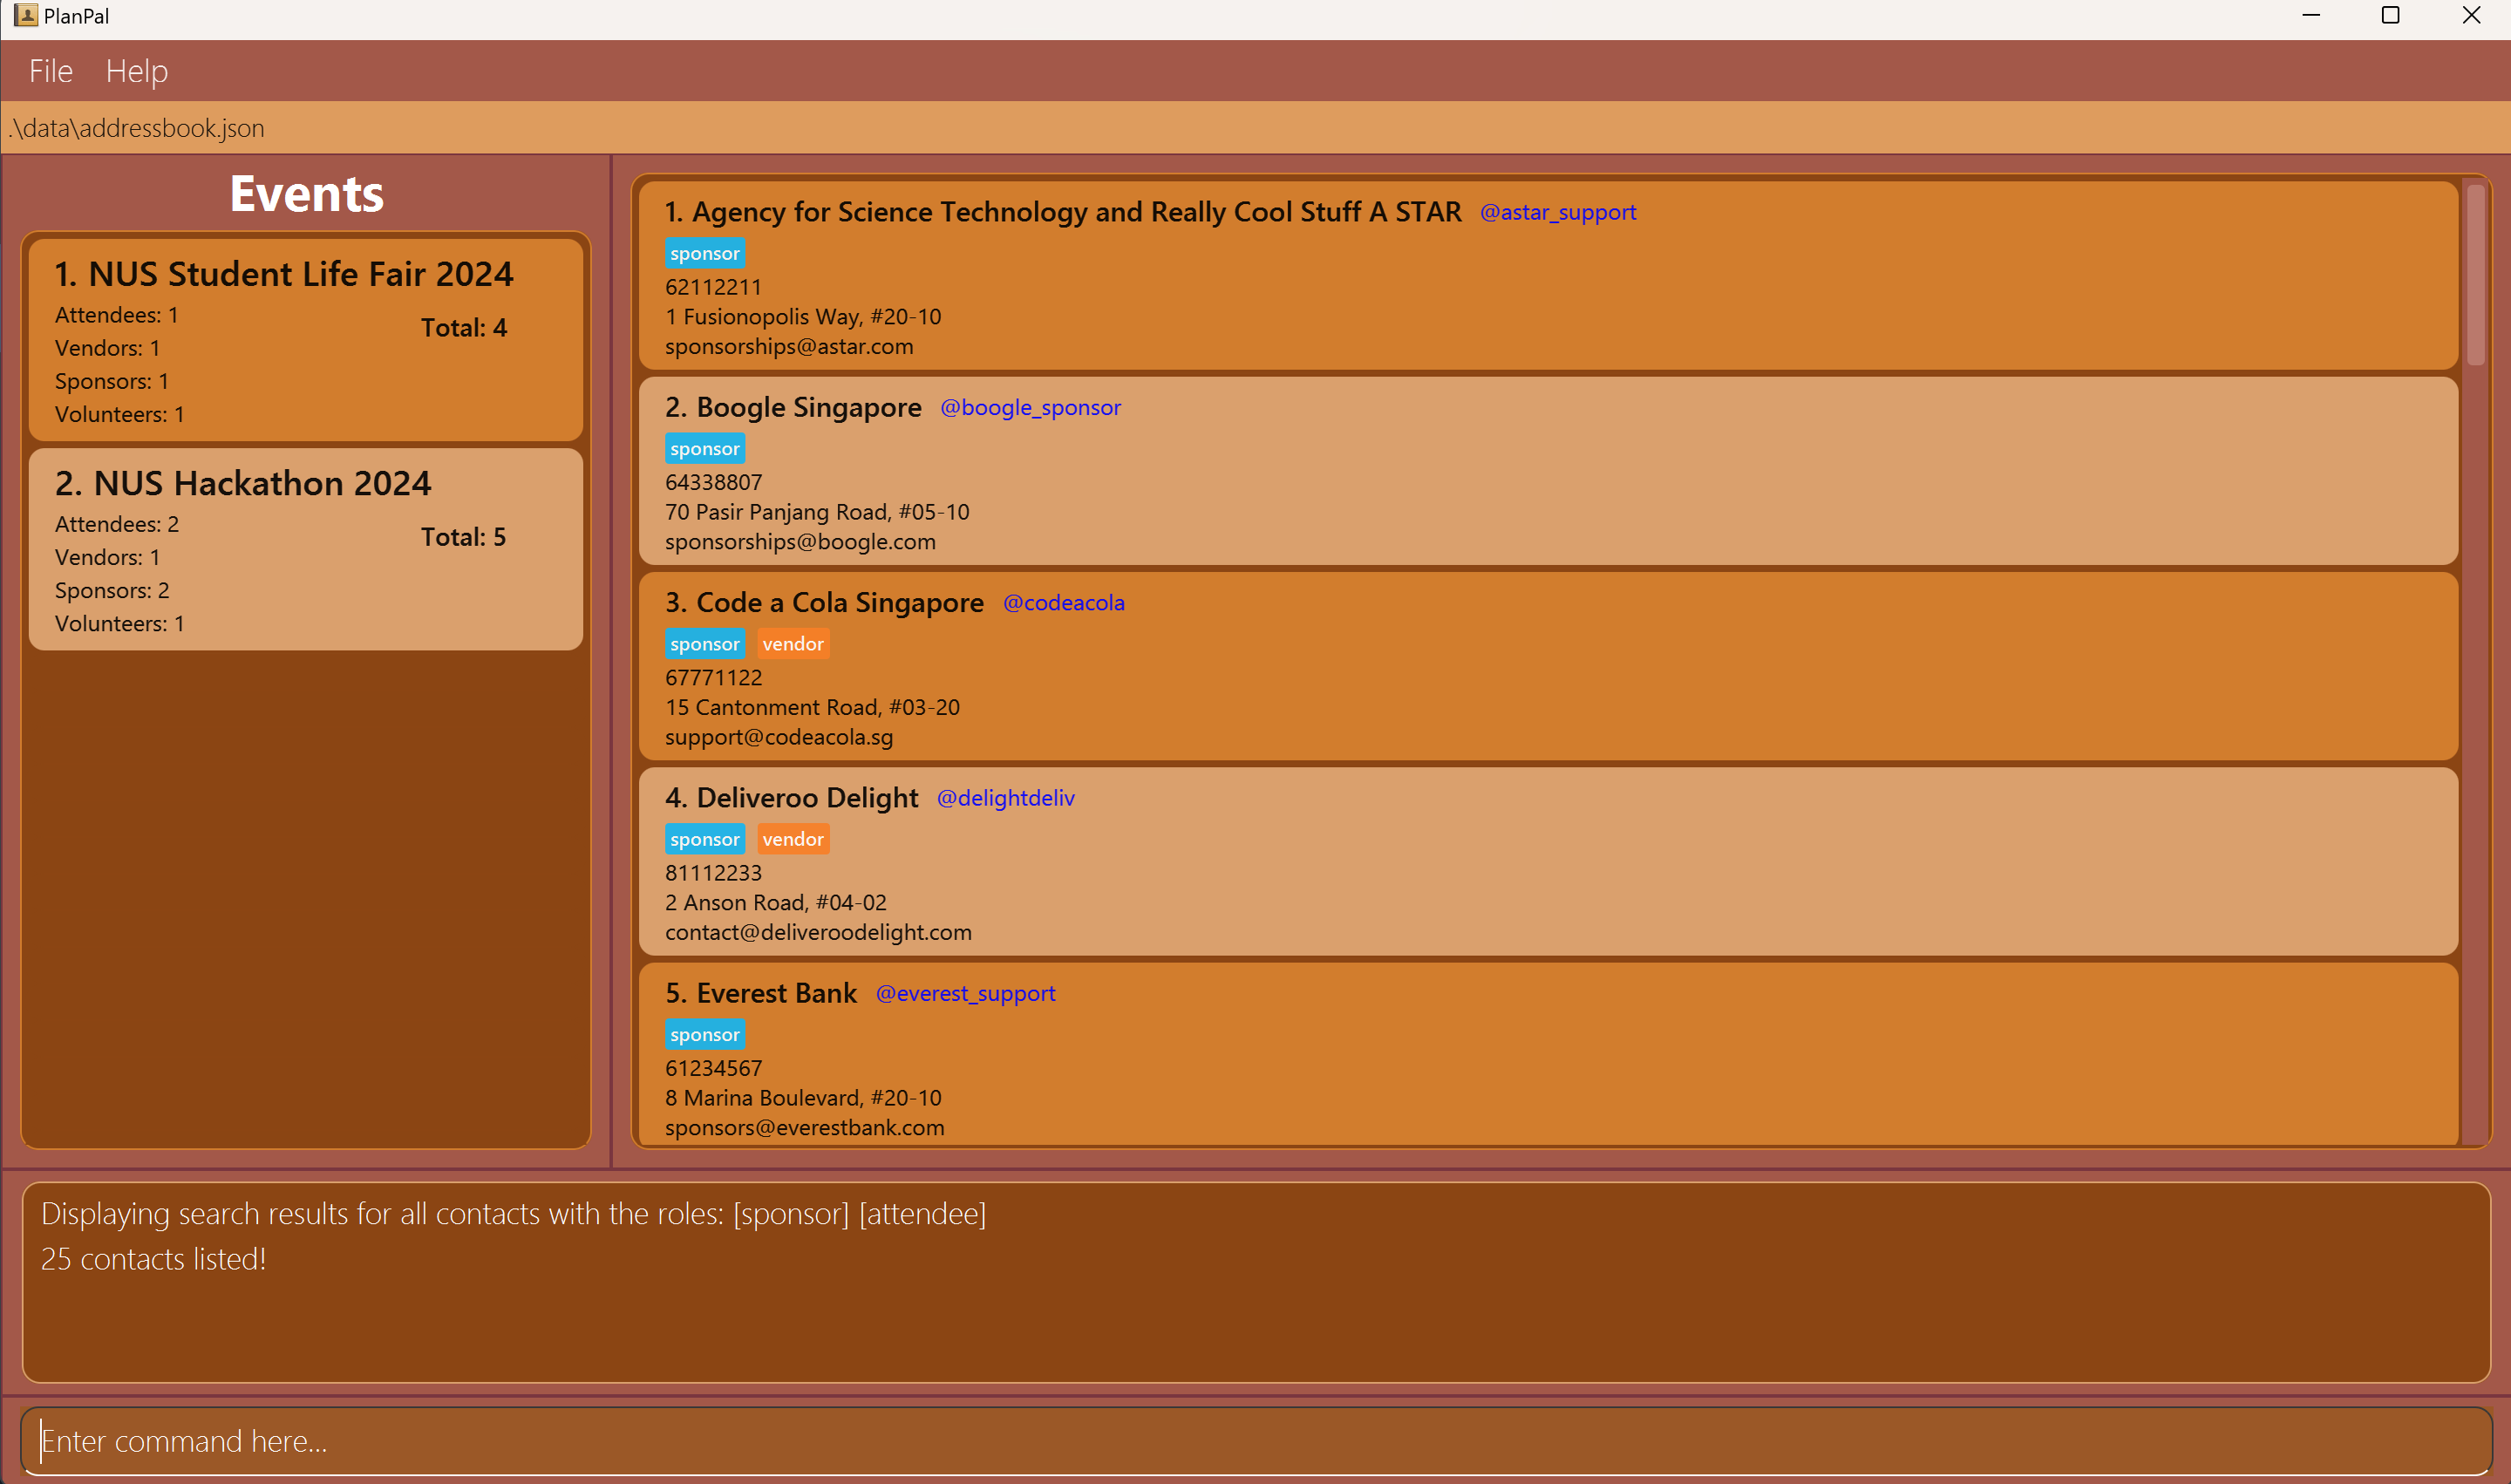 PlanPal
File Help
.\data\addressbook.json
Events
1. NUS Student Life Fair 2024
Attendees: 1
Total: 4
Vendors: 1
Sponsors: 1
Volunteers: 1
2. NUS Hackathon 2024
Attendees: 2
Total: 5
Vendors: 1
Sponsors: 2
Volunteers: 1
1. Agency for Science Technology and Really Cool Stuff A STAR @astar_support
sponsor
62112211
1 Fusionopolis Way, #20-10
sponsorships@astar.com
2. Boogle Singapore @boogle_sponsor
sponsor
64338807
70 Pasir Panjang Road, #05-10
sponsorships@boogle.com
3. Code a Cola Singapore @codeacola
sponsor vendor
67771122
15 Cantonment Road, #03-20
support@codeacola.sg
4. Deliveroo Delight @delightdeliv
sponsor vendor
81112233
2 Anson Road, #04-02
contact@deliveroodelight.com
5. Everest Bank @everest_support
sponsor
61234567
8 Marina Boulevard, #20-10
sponsors@everestbank.com
Displaying search results for all contacts with the roles: [sponsor] [attendee]
25 contacts listed!
Enter command here...